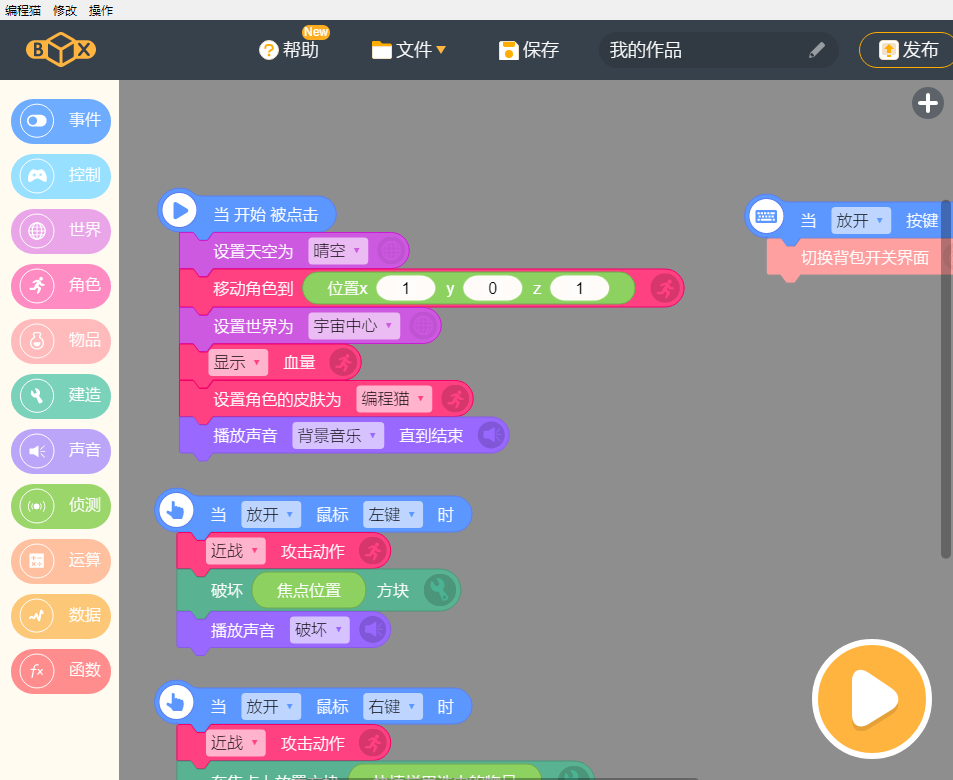 编程猫 修改 操作
BOX
New
帮助 文件 保存 我的作品 发布
事件
控制
世界
角色
物品
建造
声音
侦测
运算
数据
fx 函数
当 开始 被点击
设置天空为 晴空
移动角色到 位置x 1 y 0 z 1
设置世界为 宇宙中心
显示 血量
设置角色的皮肤为 编程猫
播放声音 背景音乐 直到结束
当 放开 按键
切换背包开关界面
当 放开 鼠标 左键 时
近战 攻击动作
破坏 焦点位置 方块
播放声音 破坏
当 放开 鼠标 右键 时
近战 攻击动作